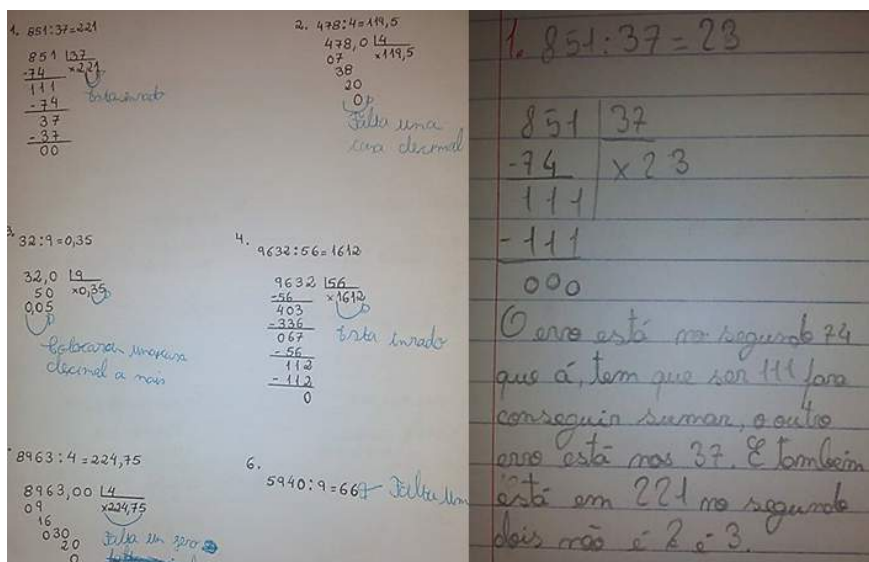 1. 851:37=221
851 37
-74 x221
111
-74
37
-37
00
Esta inrado
2. 478:4=119,5
478,0 4
07 x119,5
38
20
0
Falta uma
casa decimal
3. 32:9=0,35
32,0 9
50 x0,35
0,05
Colocaram uma casa
decimal a mais
4. 9632:56=1612
9632 56
-56 x1612
403
-336
067
-56
112
-112
0
Esta inrado
8963:4=224,75
8963,00 4
09 x224,75
16
030
20
0
Falta um zero
6.
5940:9=66 Falta um
1. 851:37=23
851 37
-74 x23
111
-111
000
O erro está no segundo 74
que á, tem que ser 111 para
conseguir sumar, o outro
erro está nos 37. E também
está em 221 no segundo
dois não é 2 é 3.